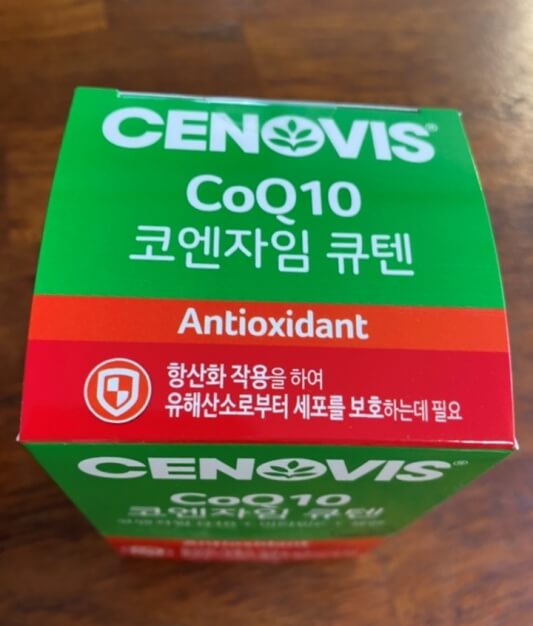 CENOVIS®
CoQ10
코엔자임 큐텐
Antioxidant
항산화 작용을 하여
유해산소로부터 세포를 보호하는데 필요
CENOVIS®
CoQ10
코엔자임 큐텐
Antioxidant